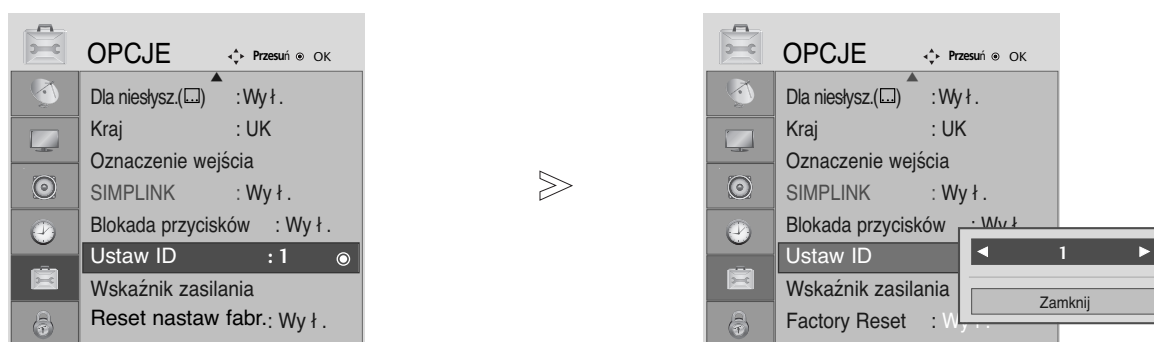 OPCJE Przesuń OK
Dla niesłysz.(...) : Wył.
Kraj : UK
Oznaczenie wejścia
SIMPLINK : Wył.
Blokada przycisków : Wył.
Ustaw ID : 1
Wskaźnik zasilania
Reset nastaw fabr.: Wył.
OPCJE Przesuń OK
Dla niesłysz.(...) : Wył.
Kraj : UK
Oznaczenie wejścia
SIMPLINK : Wył.
Blokada przycisków : Wył.
Ustaw ID
◄ 1 ►
Wskaźnik zasilania
Zamknij
Factory Reset : Wył.